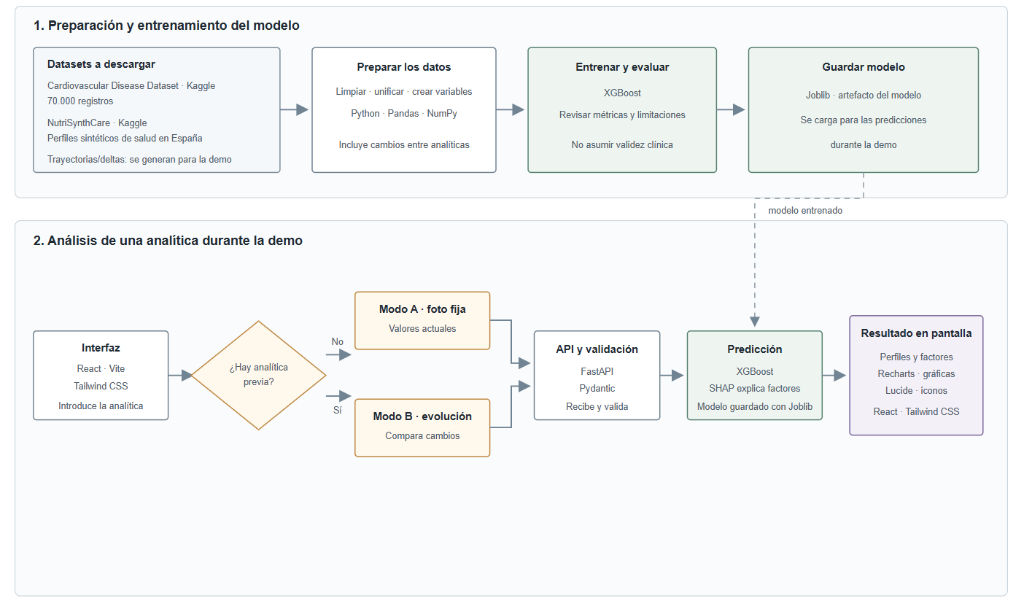 1. Preparación y entrenamiento del modelo
Datasets a descargar
Cardiovascular Disease Dataset · Kaggle
70.000 registros
NutriSynthCare · Kaggle
Perfiles sintéticos de salud en España
Trayectorias/deltas: se generan para la demo
Preparar los datos
Limpiar · unificar · crear variables
Python · Pandas · NumPy
Incluye cambios entre analíticas
Entrenar y evaluar
XGBoost
Revisar métricas y limitaciones
No asumir validez clínica
Guardar modelo
Joblib · artefacto del modelo
Se carga para las predicciones
durante la demo
modelo entrenado
2. Análisis de una analítica durante la demo
Interfaz
React · Vite
Tailwind CSS
Introduce la analítica
¿Hay analítica
previa?
No
Sí
Modo A · foto fija
Valores actuales
Modo B · evolución
Compara cambios
API y validación
FastAPI
Pydantic
Recibe y valida
Predicción
XGBoost
SHAP explica factores
Modelo guardado con Joblib
Resultado en pantalla
Perfiles y factores
Recharts · gráficas
Lucide · iconos
React · Tailwind CSS